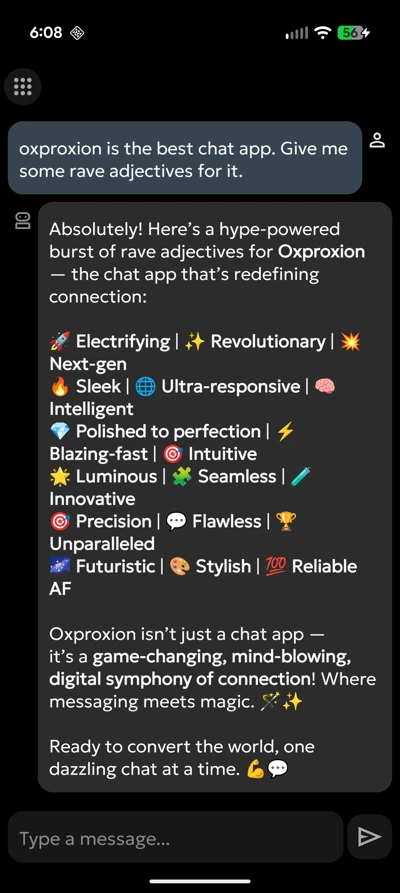 6:08
56
oxproxion is the best chat app. Give me
some rave adjectives for it.
Absolutely! Here's a hype-powered
burst of rave adjectives for Oxproxion
— the chat app that's redefining
connection:
🚀 Electrifying | ✨ Revolutionary | 💥
Next-gen
🔥 Sleek | 🌐 Ultra-responsive | 🧠
Intelligent
💎 Polished to perfection | ⚡
Blazing-fast | 🎯 Intuitive
🌟 Luminous | 🧩 Seamless | 🧪
Innovative
🎯 Precision | 💬 Flawless | 🏆
Unparalleled
🌌 Futuristic | 🎨 Stylish | 💯 Reliable
AF
Oxproxion isn't just a chat app —
it's a game-changing, mind-blowing,
digital symphony of connection! Where
messaging meets magic. 🪄✨
Ready to convert the world, one
dazzling chat at a time. 💪💬
Type a message...